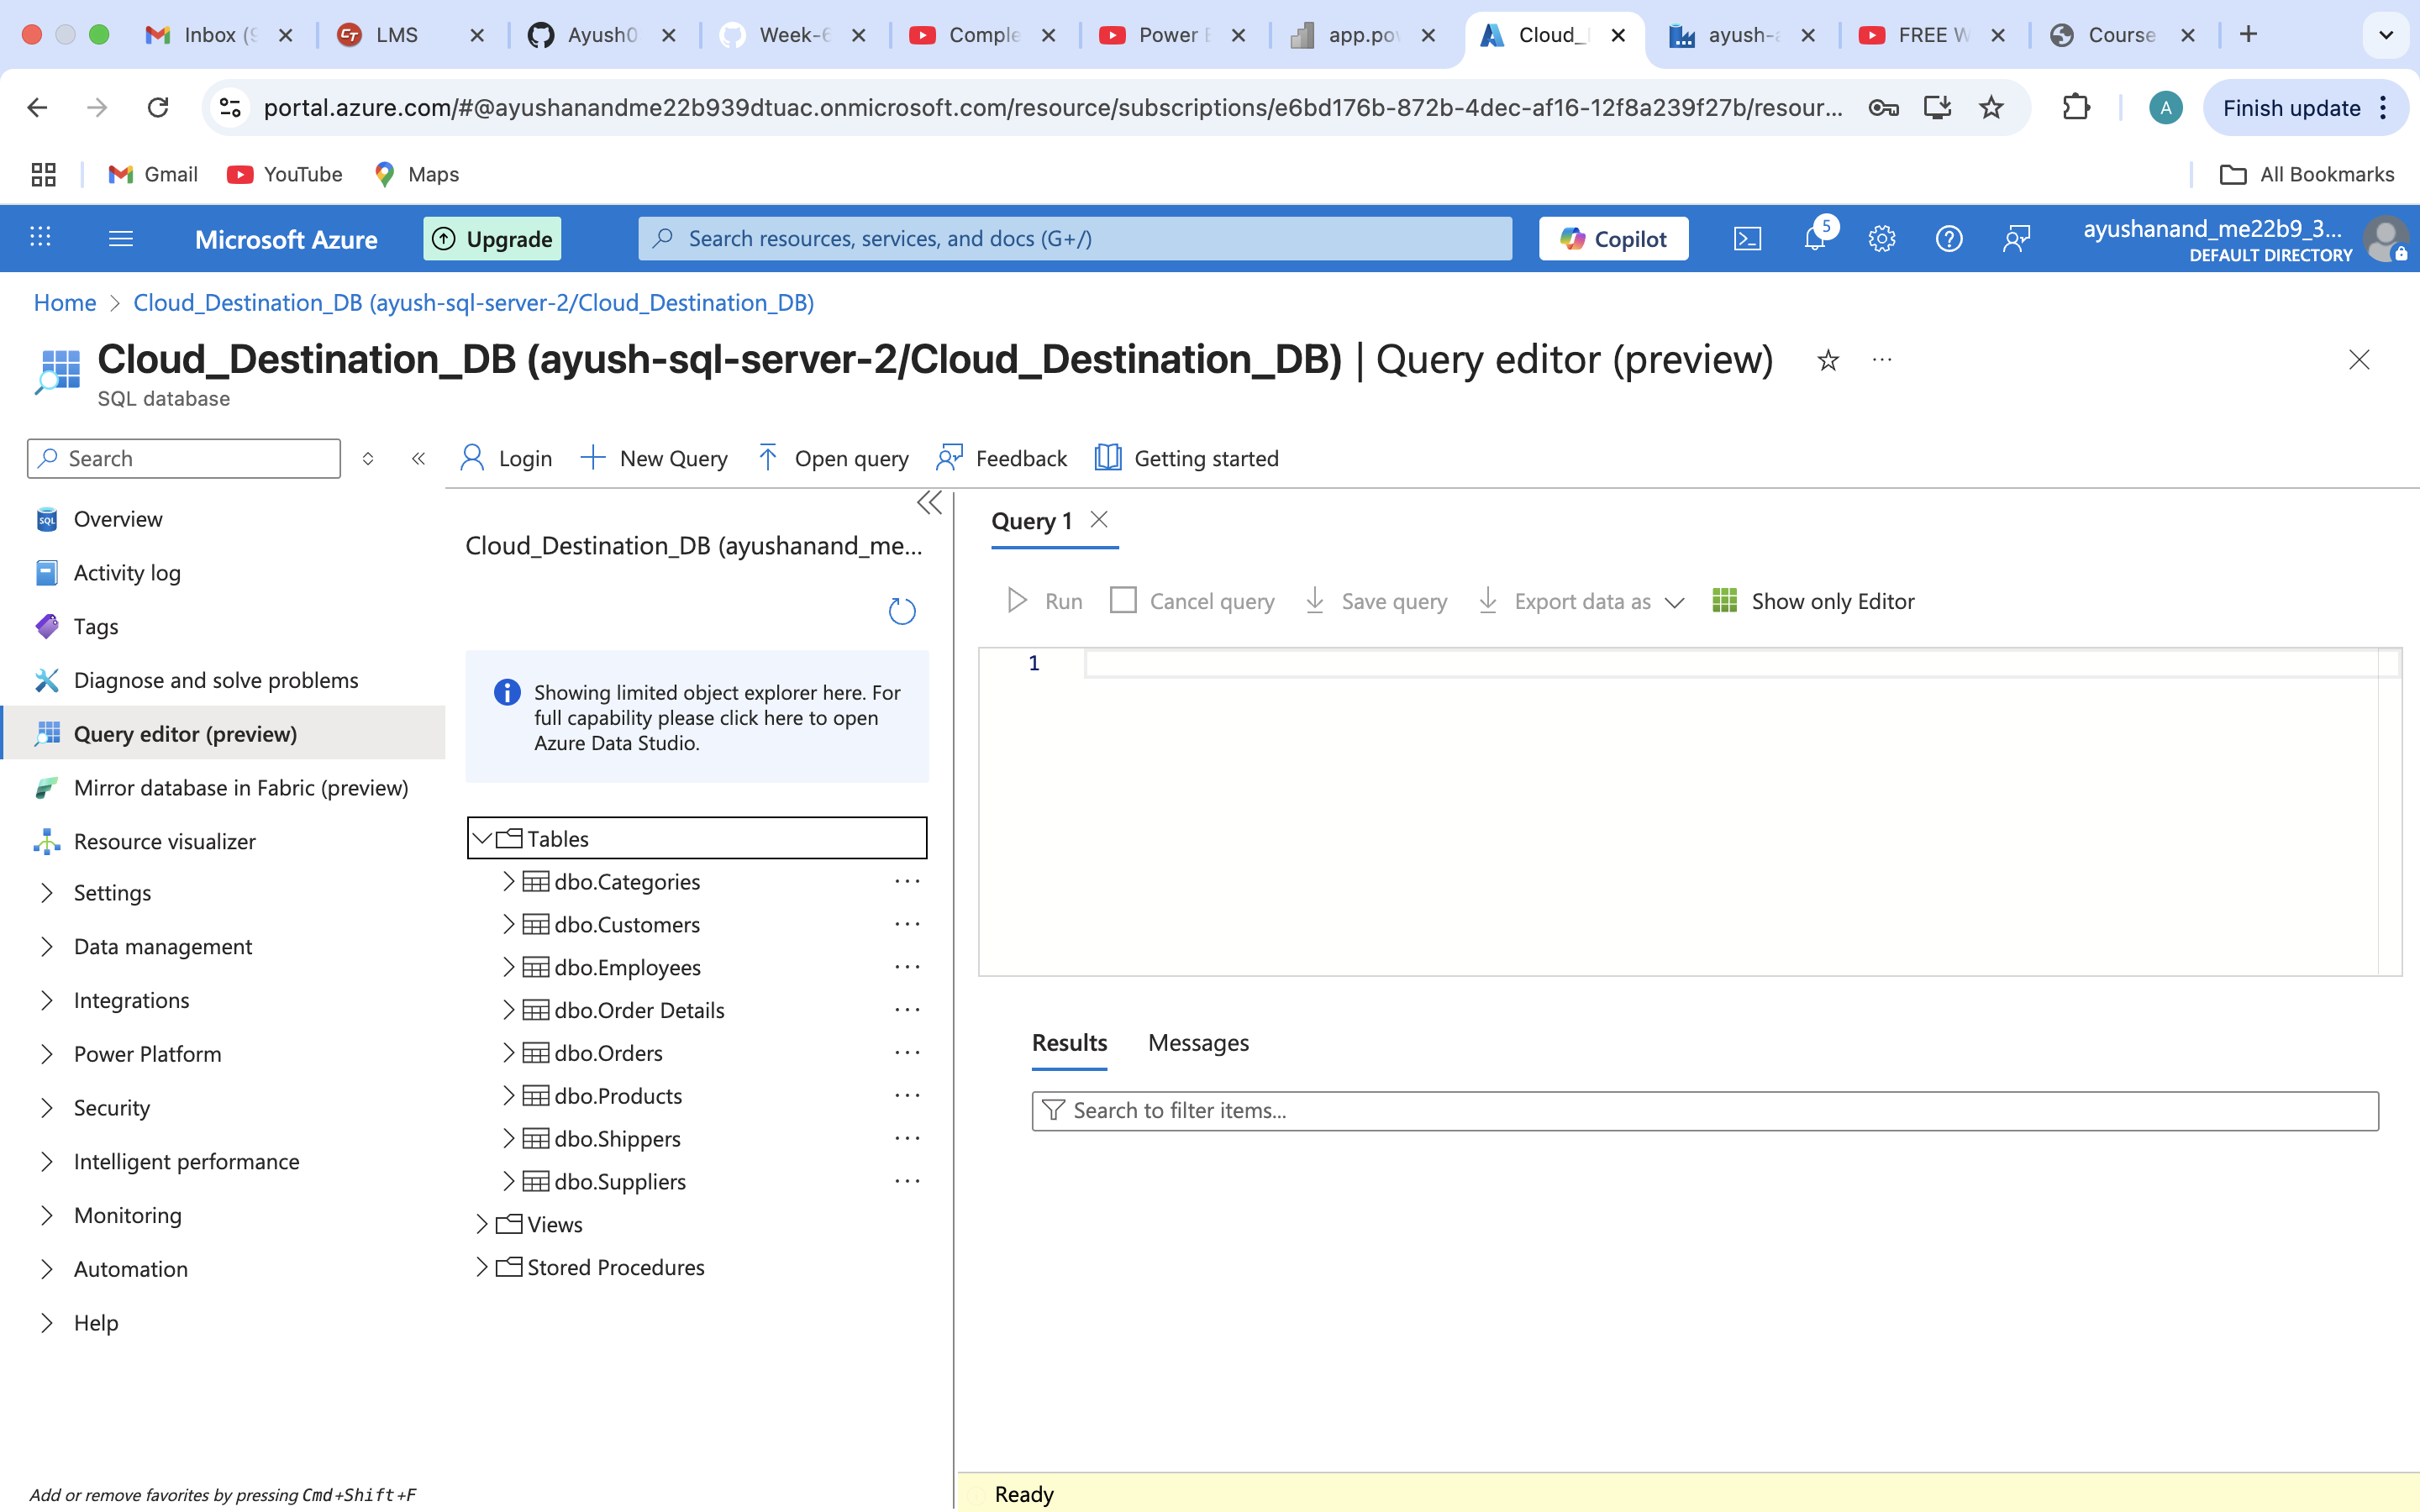 Inbox (9
LMS
Ayush0
Week-6
Comple
Power B
app.pov
Cloud_
ayush-a
FREE W
Course
portal.azure.com/#@ayushanandme22b939dtuac.onmicrosoft.com/resource/subscriptions/e6bd176b-872b-4dec-af16-12f8a239f27b/resour...
A
Finish update
Gmail
YouTube
Maps
All Bookmarks
Microsoft Azure
Upgrade
Search resources, services, and docs (G+/)
Copilot
5
ayushanand_me22b9_3...
DEFAULT DIRECTORY
Home > Cloud_Destination_DB (ayush-sql-server-2/Cloud_Destination_DB)
Cloud_Destination_DB (ayush-sql-server-2/Cloud_Destination_DB) | Query editor (preview)
SQL database
Search
Overview
Activity log
Tags
Diagnose and solve problems
Query editor (preview)
Mirror database in Fabric (preview)
Resource visualizer
Settings
Data management
Integrations
Power Platform
Security
Intelligent performance
Monitoring
Automation
Help
Add or remove favorites by pressing Cmd+Shift+F
Login
New Query
Open query
Feedback
Getting started
Cloud_Destination_DB (ayushanand_me...
Showing limited object explorer here. For
full capability please click here to open
Azure Data Studio.
Tables
dbo.Categories
dbo.Customers
dbo.Employees
dbo.Order Details
dbo.Orders
dbo.Products
dbo.Shippers
dbo.Suppliers
Views
Stored Procedures
Query 1
Run
Cancel query
Save query
Export data as
Show only Editor
1
Results
Messages
Search to filter items...
Ready